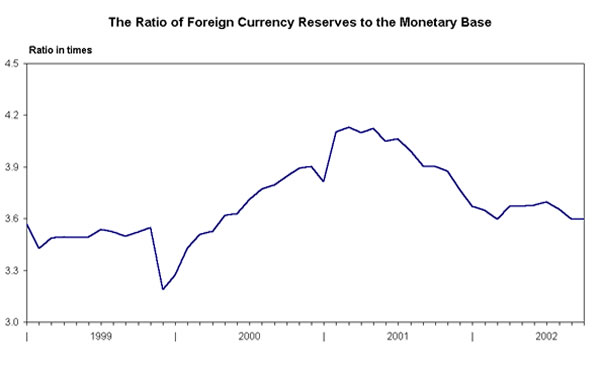 The Ratio of Foreign Currency Reserves to the Monetary Base
Ratio in times
4.5
4.2
3.9
3.6
3.3
3.0
1999 2000 2001 2002